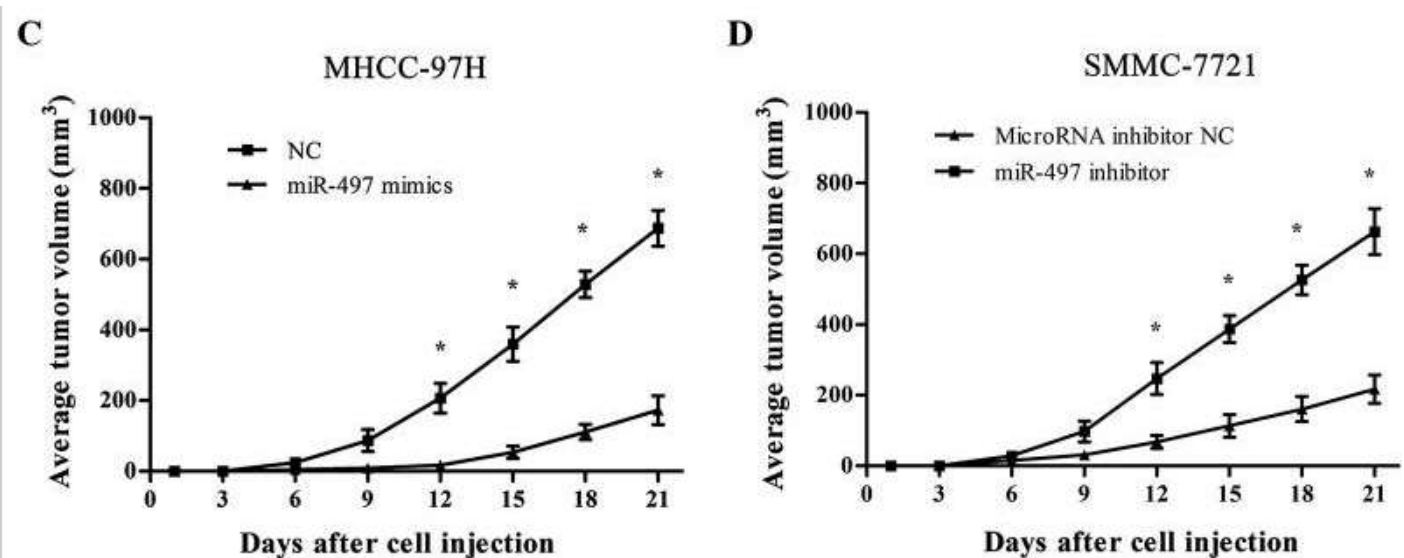 C
MHCC-97H
Average tumor volume (mm³)
1000
800
600
400
200
0
NC
miR-497 mimics
*
*
*
*
0 3 6 9 12 15 18 21
Days after cell injection
D
SMMC-7721
Average tumor volume (mm³)
1000
800
600
400
200
0
MicroRNA inhibitor NC
miR-497 inhibitor
*
*
*
*
0 3 6 9 12 15 18 21
Days after cell injection